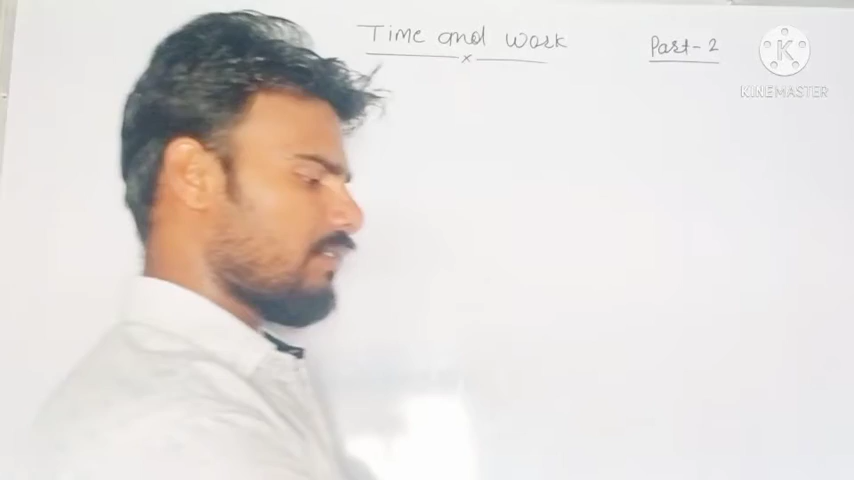 Time and work
x
Part-2
K
KINEMASTER